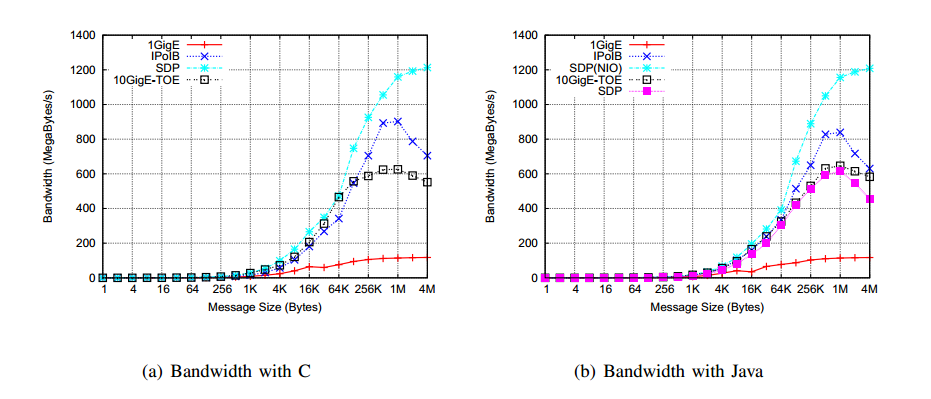 1400
1200
1000
800
600
400
200
0
Bandwidth (MegaBytes/s)
1GigE
IPoIB
SDP
10GigE-TOE
1 4 16 64 256 1K 4K 16K 64K 256K 1M 4M
Message Size (Bytes)
(a) Bandwidth with C
1400
1200
1000
800
600
400
200
0
Bandwidth (MegaBytes/s)
1GigE
IPoIB
SDP(NIO)
10GigE-TOE
SDP
1 4 16 64 256 1K 4K 16K 64K 256K 1M 4M
Message Size (Bytes)
(b) Bandwidth with Java